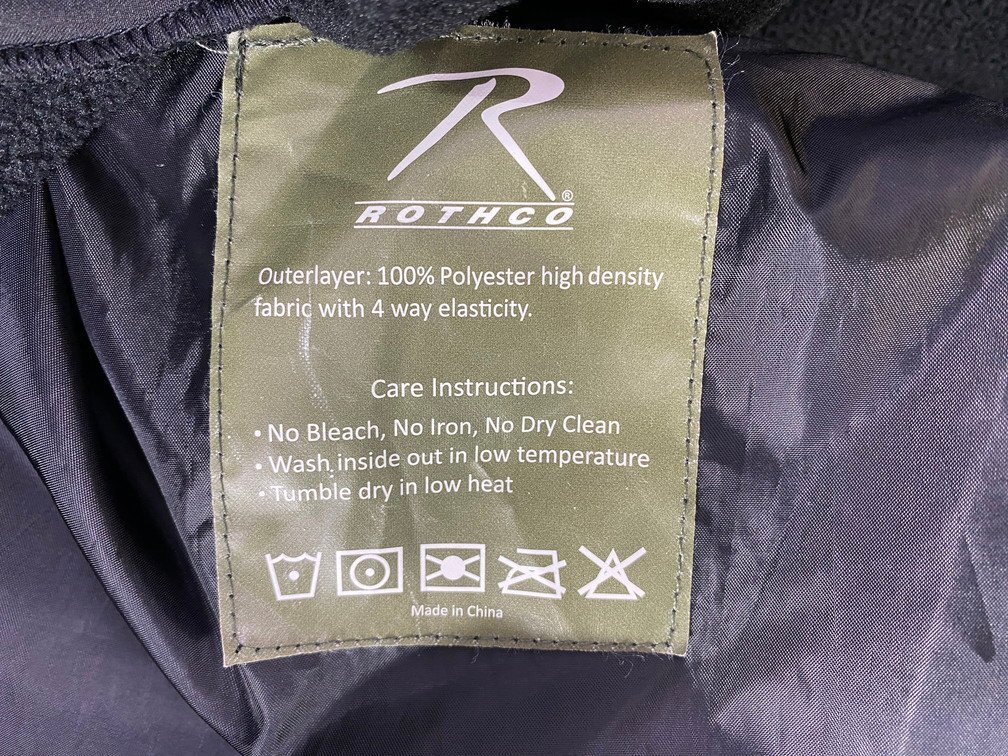 R®
ROTHCO
Outerlayer: 100% Polyester high density
fabric with 4 way elasticity.
Care Instructions:
• No Bleach, No Iron, No Dry Clean
• Wash inside out in low temperature
• Tumble dry in low heat
Made in China